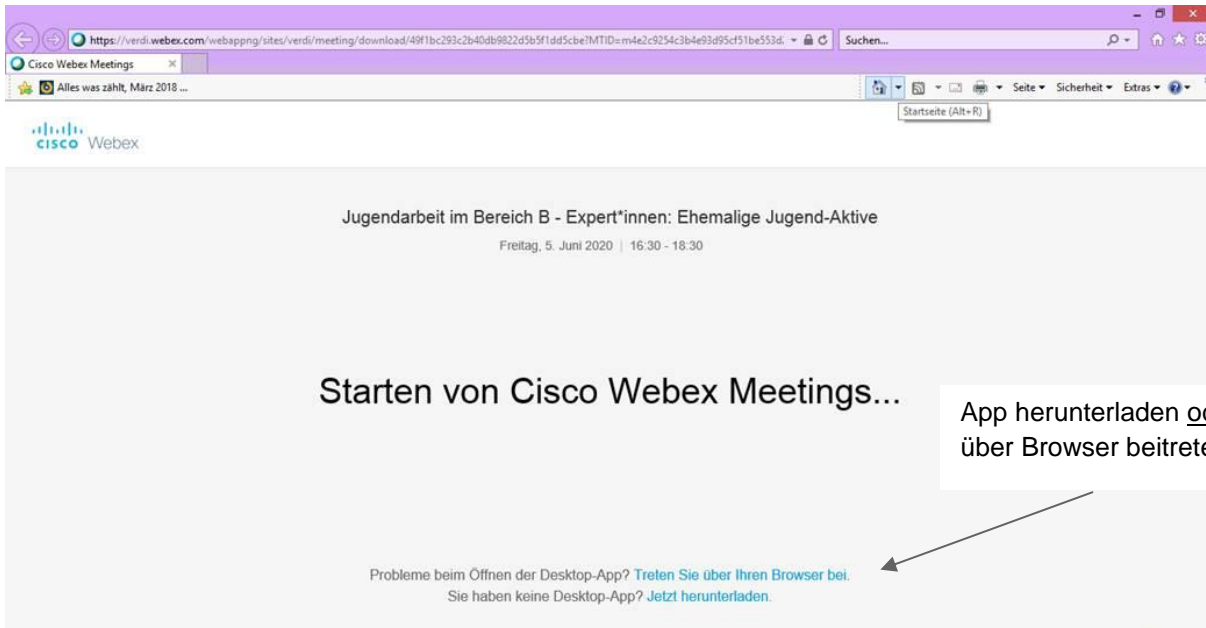 https://verdi.webex.com/webappng/sites/verdi/meeting/download/49f1bc293c2b40db9822d5b5f1dd5cbe?MTID=m4e2c9254c3b4e93d95cf51be553d.
Suchen...
Cisco Webex Meetings
Alles was zählt, März 2018 ...
Seite Sicherheit Extras
Startseite (Alt+R)
cisco Webex
Jugendarbeit im Bereich B - Expert*innen: Ehemalige Jugend-Aktive
Freitag, 5. Juni 2020 | 16:30 - 18:30
Starten von Cisco Webex Meetings...
App herunterladen
über Browser
Probleme beim Öffnen der Desktop-App? Treten Sie über Ihren Browser bei.
Sie haben keine Desktop-App? Jetzt herunterladen.